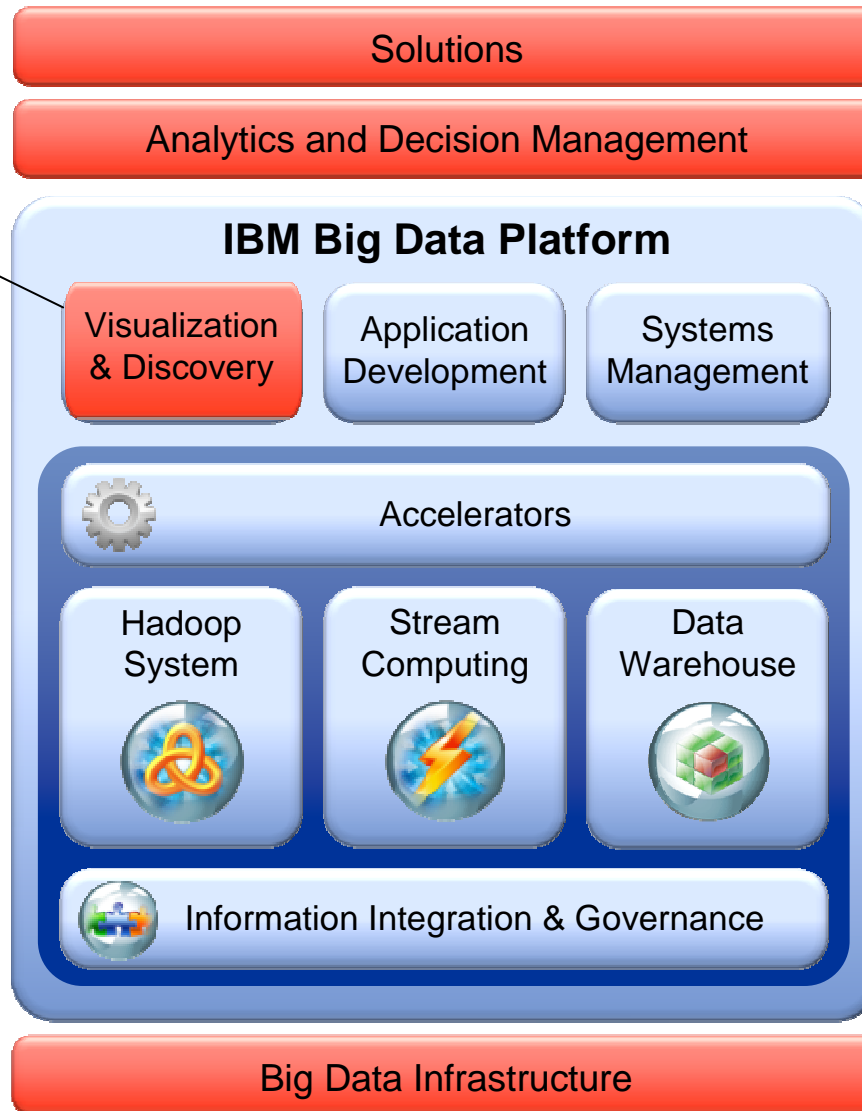 Solutions
Analytics and Decision Management
IBM Big Data Platform
Visualization
& Discovery
Application
Development
Systems
Management
Accelerators
Hadoop
System
Stream
Computing
Data
Warehouse
Information Integration & Governance
Big Data Infrastructure